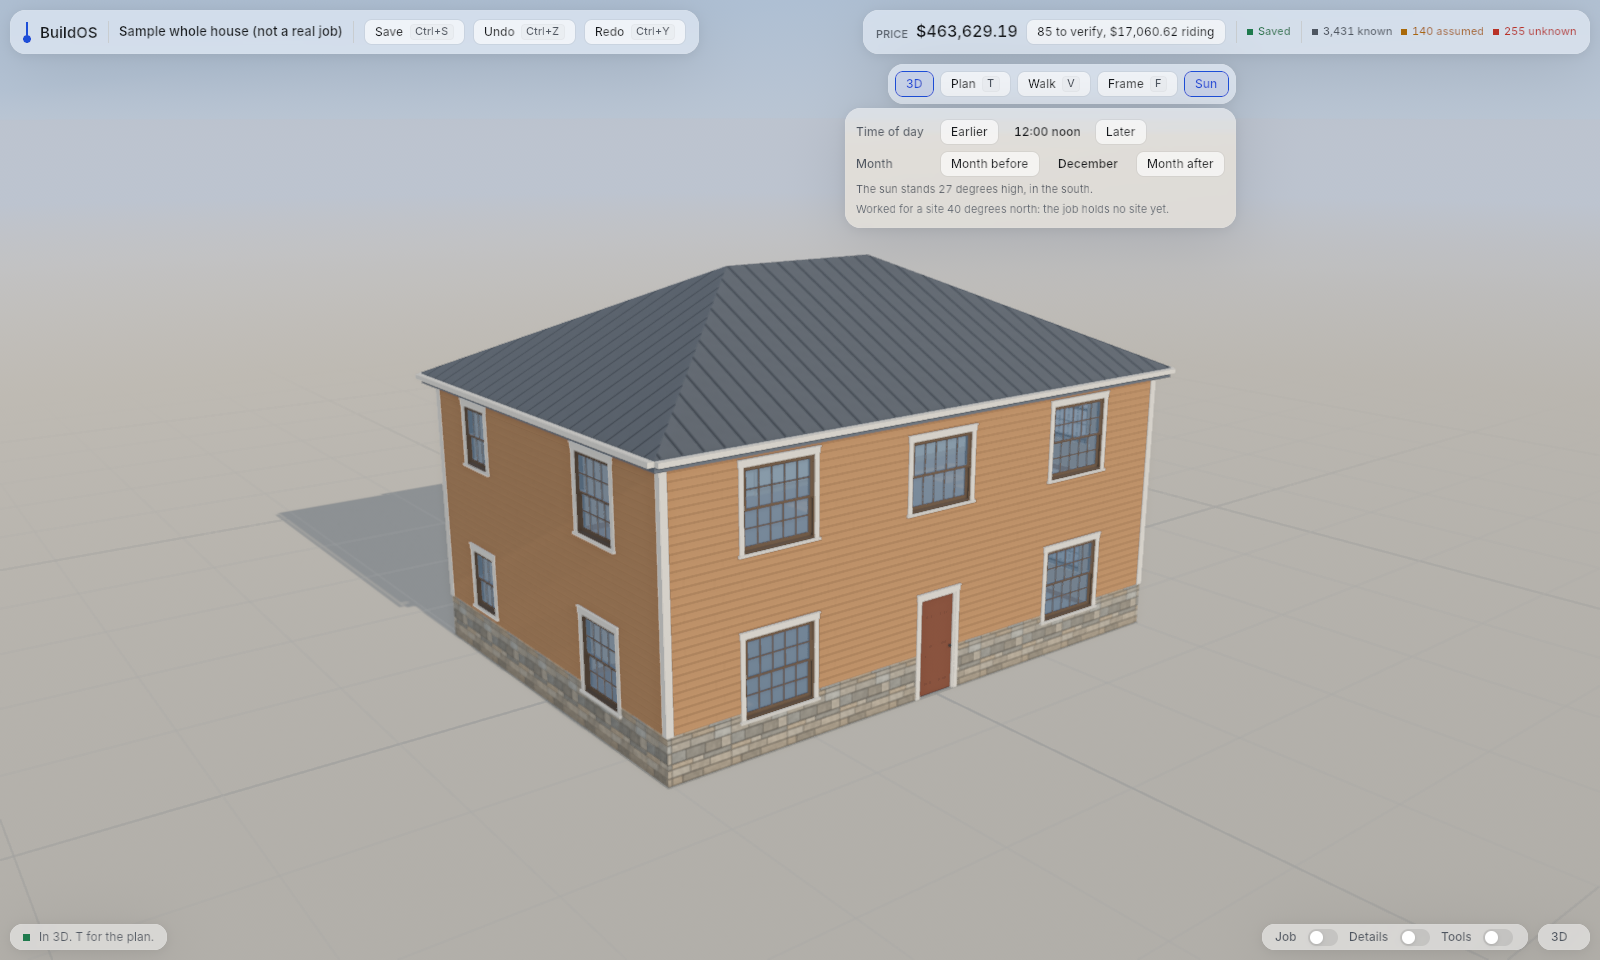 BuildOS Sample whole house (not a real job) Save Ctrl+S Undo Ctrl+Z Redo Ctrl+Y PRICE $463,629.19 85 to verify, $17,060.62 riding Saved 3,431 known 140 assumed 255 unknown
3D Plan T Walk V Frame F Sun
Time of day Earlier 12:00 noon Later
Month Month before December Month after
The sun stands 27 degrees high, in the south.
Worked for a site 40 degrees north: the job holds no site yet.
In 3D. T for the plan. Job Details Tools 3D